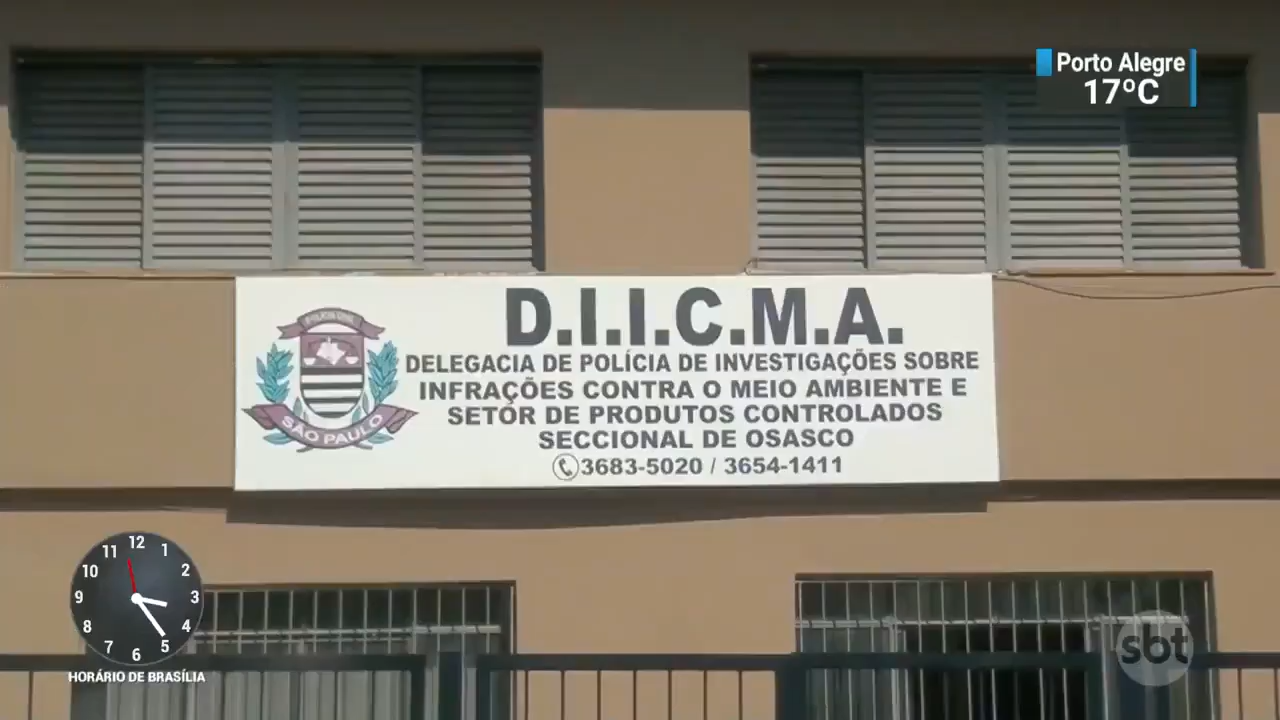 Porto Alegre
17ºC
D.I.I.C.M.A.
DELEGACIA DE POLÍCIA DE INVESTIGAÇÕES SOBRE
INFRAÇÕES CONTRA O MEIO AMBIENTE E
SETOR DE PRODUTOS CONTROLADOS
SECCIONAL DE OSASCO
3683-5020 / 3654-1411
SÃO PAULO
12
11 1
10 2
9 3
8 4
7 5
6
HORÁRIO DE BRASÍLIA
sbt